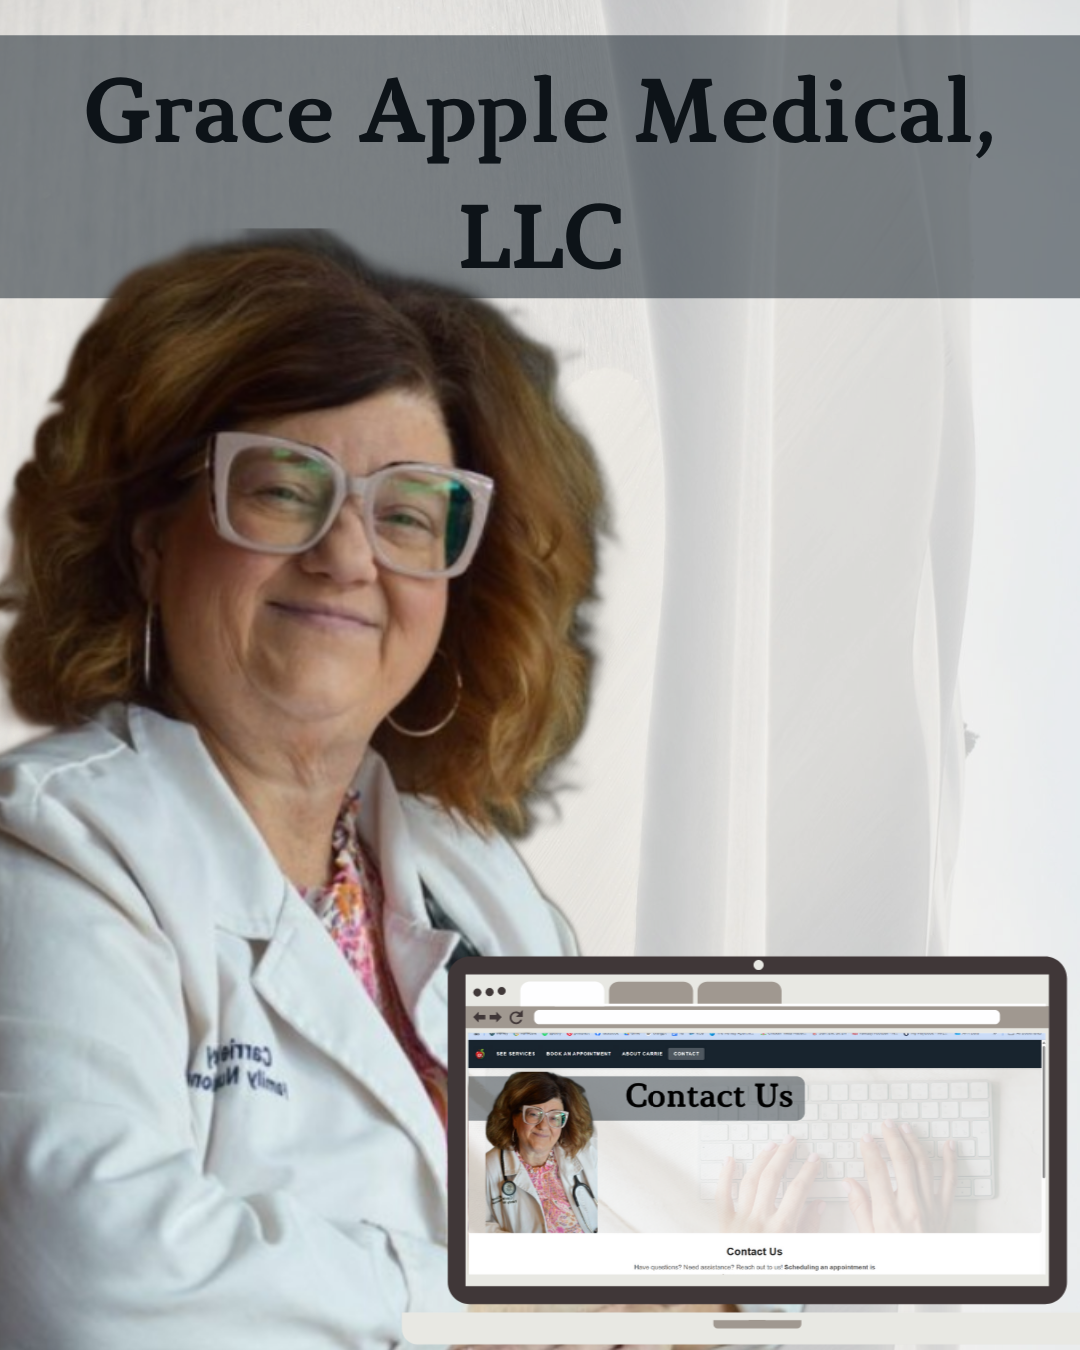 Grace Apple Medical,
LLC
Carrie
Family Nu
SEE SERVICES BOOK AN APPOINTMENT ABOUT CARRIE CONTACT
Contact Us
Contact Us
Have questions? Need assistance? Reach out to us! Scheduling an appointment is